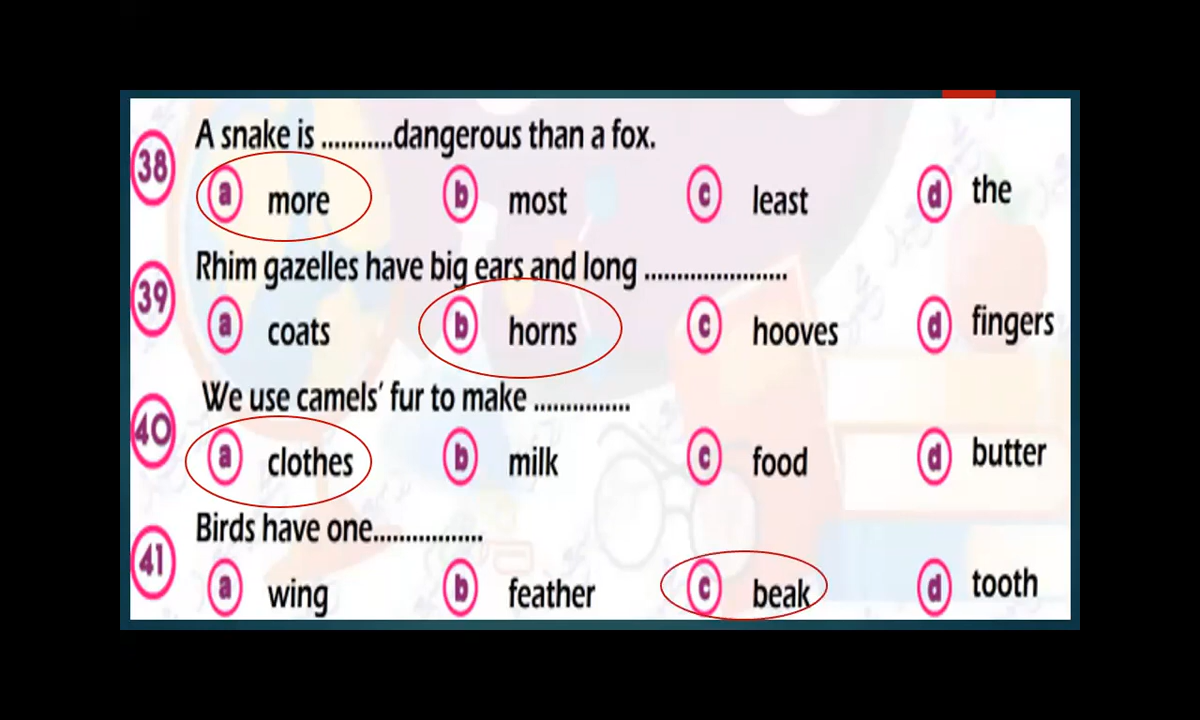 38 A snake is ...........dangerous than a fox.
a more b most c least d the
39 Rhim gazelles have big ears and long ......................
a coats b horns c hooves d fingers
40 We use camels’ fur to make ...............
a clothes b milk c food d butter
41 Birds have one.................
a wing b feather c beak d tooth